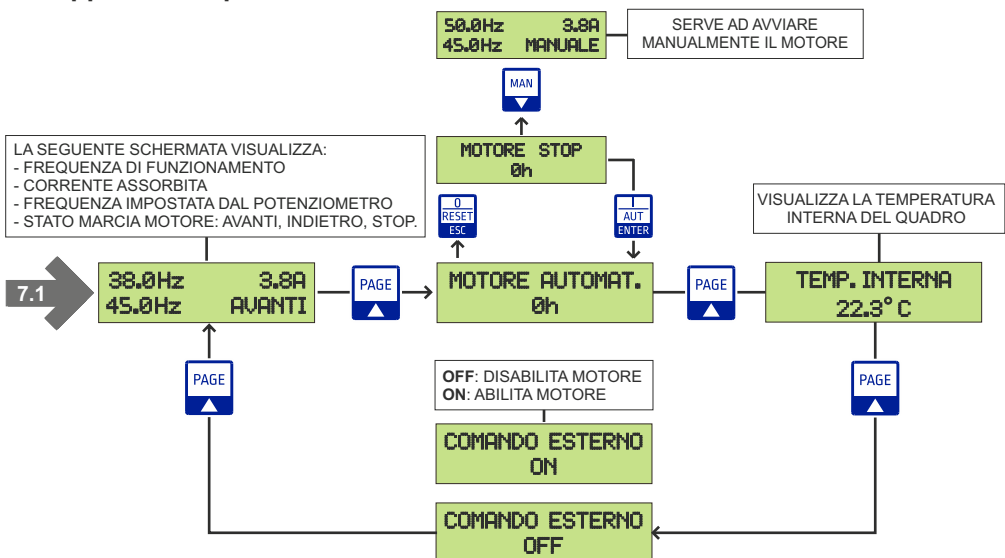 50.0Hz 3.8A
45.0Hz MANUALE
SERVE AD AVVIARE
MANUALMENTE IL MOTORE
MAN
LA SEGUENTE SCHERMATA VISUALIZZA:
- FREQUENZA DI FUNZIONAMENTO
- CORRENTE ASSORBITA
- FREQUENZA IMPOSTATA DAL POTENZIOMETRO
- STATO MARCIA MOTORE: AVANTI, INDIETRO, STOP.
MOTORE STOP
0h
0
RESET
ESC
I
AUT
ENTER
VISUALIZZA LA TEMPERATURA
INTERNA DEL QUADRO
7.1
38.0Hz 3.8A
45.0Hz AVANTI
PAGE
MOTORE AUTOMAT.
0h
PAGE
TEMP.INTERNA
22.3°C
PAGE
OFF: DISABILITA MOTORE
ON: ABILITA MOTORE
PAGE
COMANDO ESTERNO
ON
COMANDO ESTERNO
OFF